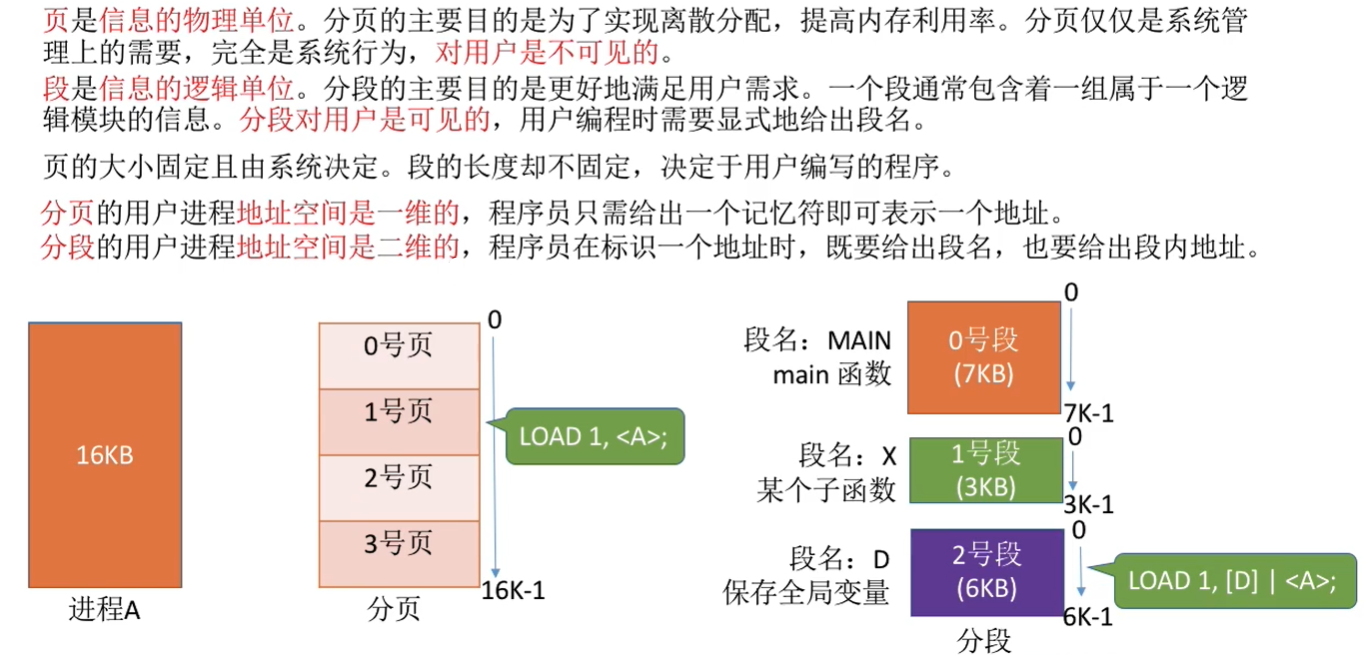 页是信息的物理单位。分页的主要目的是为了实现离散分配，提高内存利用率。分页仅仅是系统管
理上的需要，完全是系统行为，对用户是不可见的。
段是信息的逻辑单位。分段的主要目的是更好地满足用户需求。一个段通常包含着一组属于一个逻
辑模块的信息。分段对用户是可见的，用户编程时需要显式地给出段名。
页的大小固定且由系统决定。段的长度却不固定，决定于用户编写的程序。
分页的用户进程地址空间是一维的，程序员只需给出一个记忆符即可表示一个地址。
分段的用户进程地址空间是二维的，程序员在标识一个地址时，既要给出段名，也要给出段内地址。
16KB
进程A
0
0号页
1号页
2号页
3号页
16K-1
LOAD 1, <A>;
分页
段名：MAIN
main 函数
0号段
(7KB)
0
7K-1
段名：X
某个子函数
1号段
(3KB)
0
3K-1
段名：D
保存全局变量
2号段
(6KB)
0
6K-1
LOAD 1, [D] | <A>;
分段